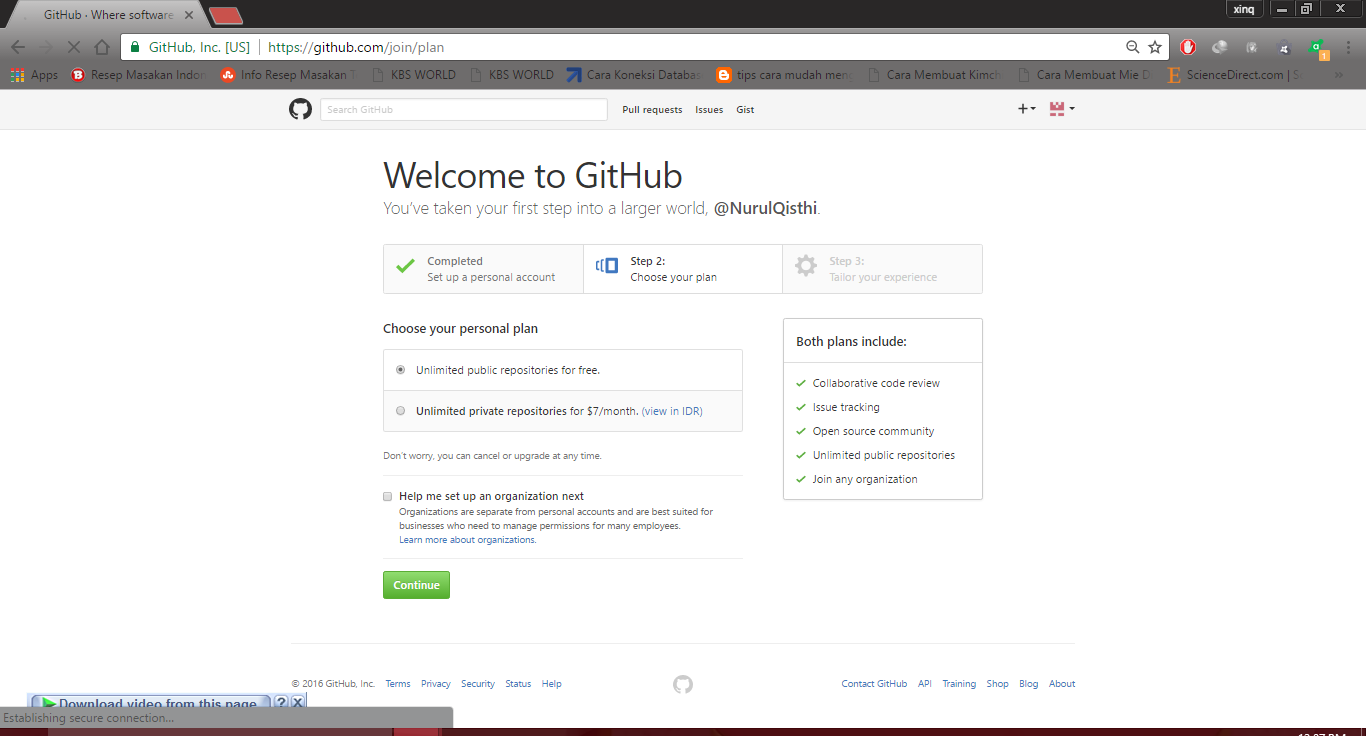 GitHub · Where software
xinq
GitHub, Inc. [US] https://github.com/join/plan
Apps Resep Masakan Indon Info Resep Masakan KBS WORLD KBS WORLD Cara Koneksi Databas tips cara mudah men Cara Membuat Kimch Cara Membuat Mie ScienceDirect.com |
Search GitHub Pull requests Issues Gist
Welcome to GitHub
You've taken your first step into a larger world, @NurulQisthi.
Completed
Set up a personal account
Step 2:
Choose your plan
Step 3:
Tailor your experience
Choose your personal plan
Unlimited public repositories for free.
Unlimited private repositories for $7/month. (view in IDR)
Don't worry, you can cancel or upgrade at any time.
Help me set up an organization next
Organizations are separate from personal accounts and are best suited for
businesses who need to manage permissions for many employees.
Learn more about organizations.
Continue
Both plans include:
Collaborative code review
Issue tracking
Open source community
Unlimited public repositories
Join any organization
© 2016 GitHub, Inc. Terms Privacy Security Status Help
Contact GitHub API Training Shop Blog About
Download video from this page
Establishing secure connection...